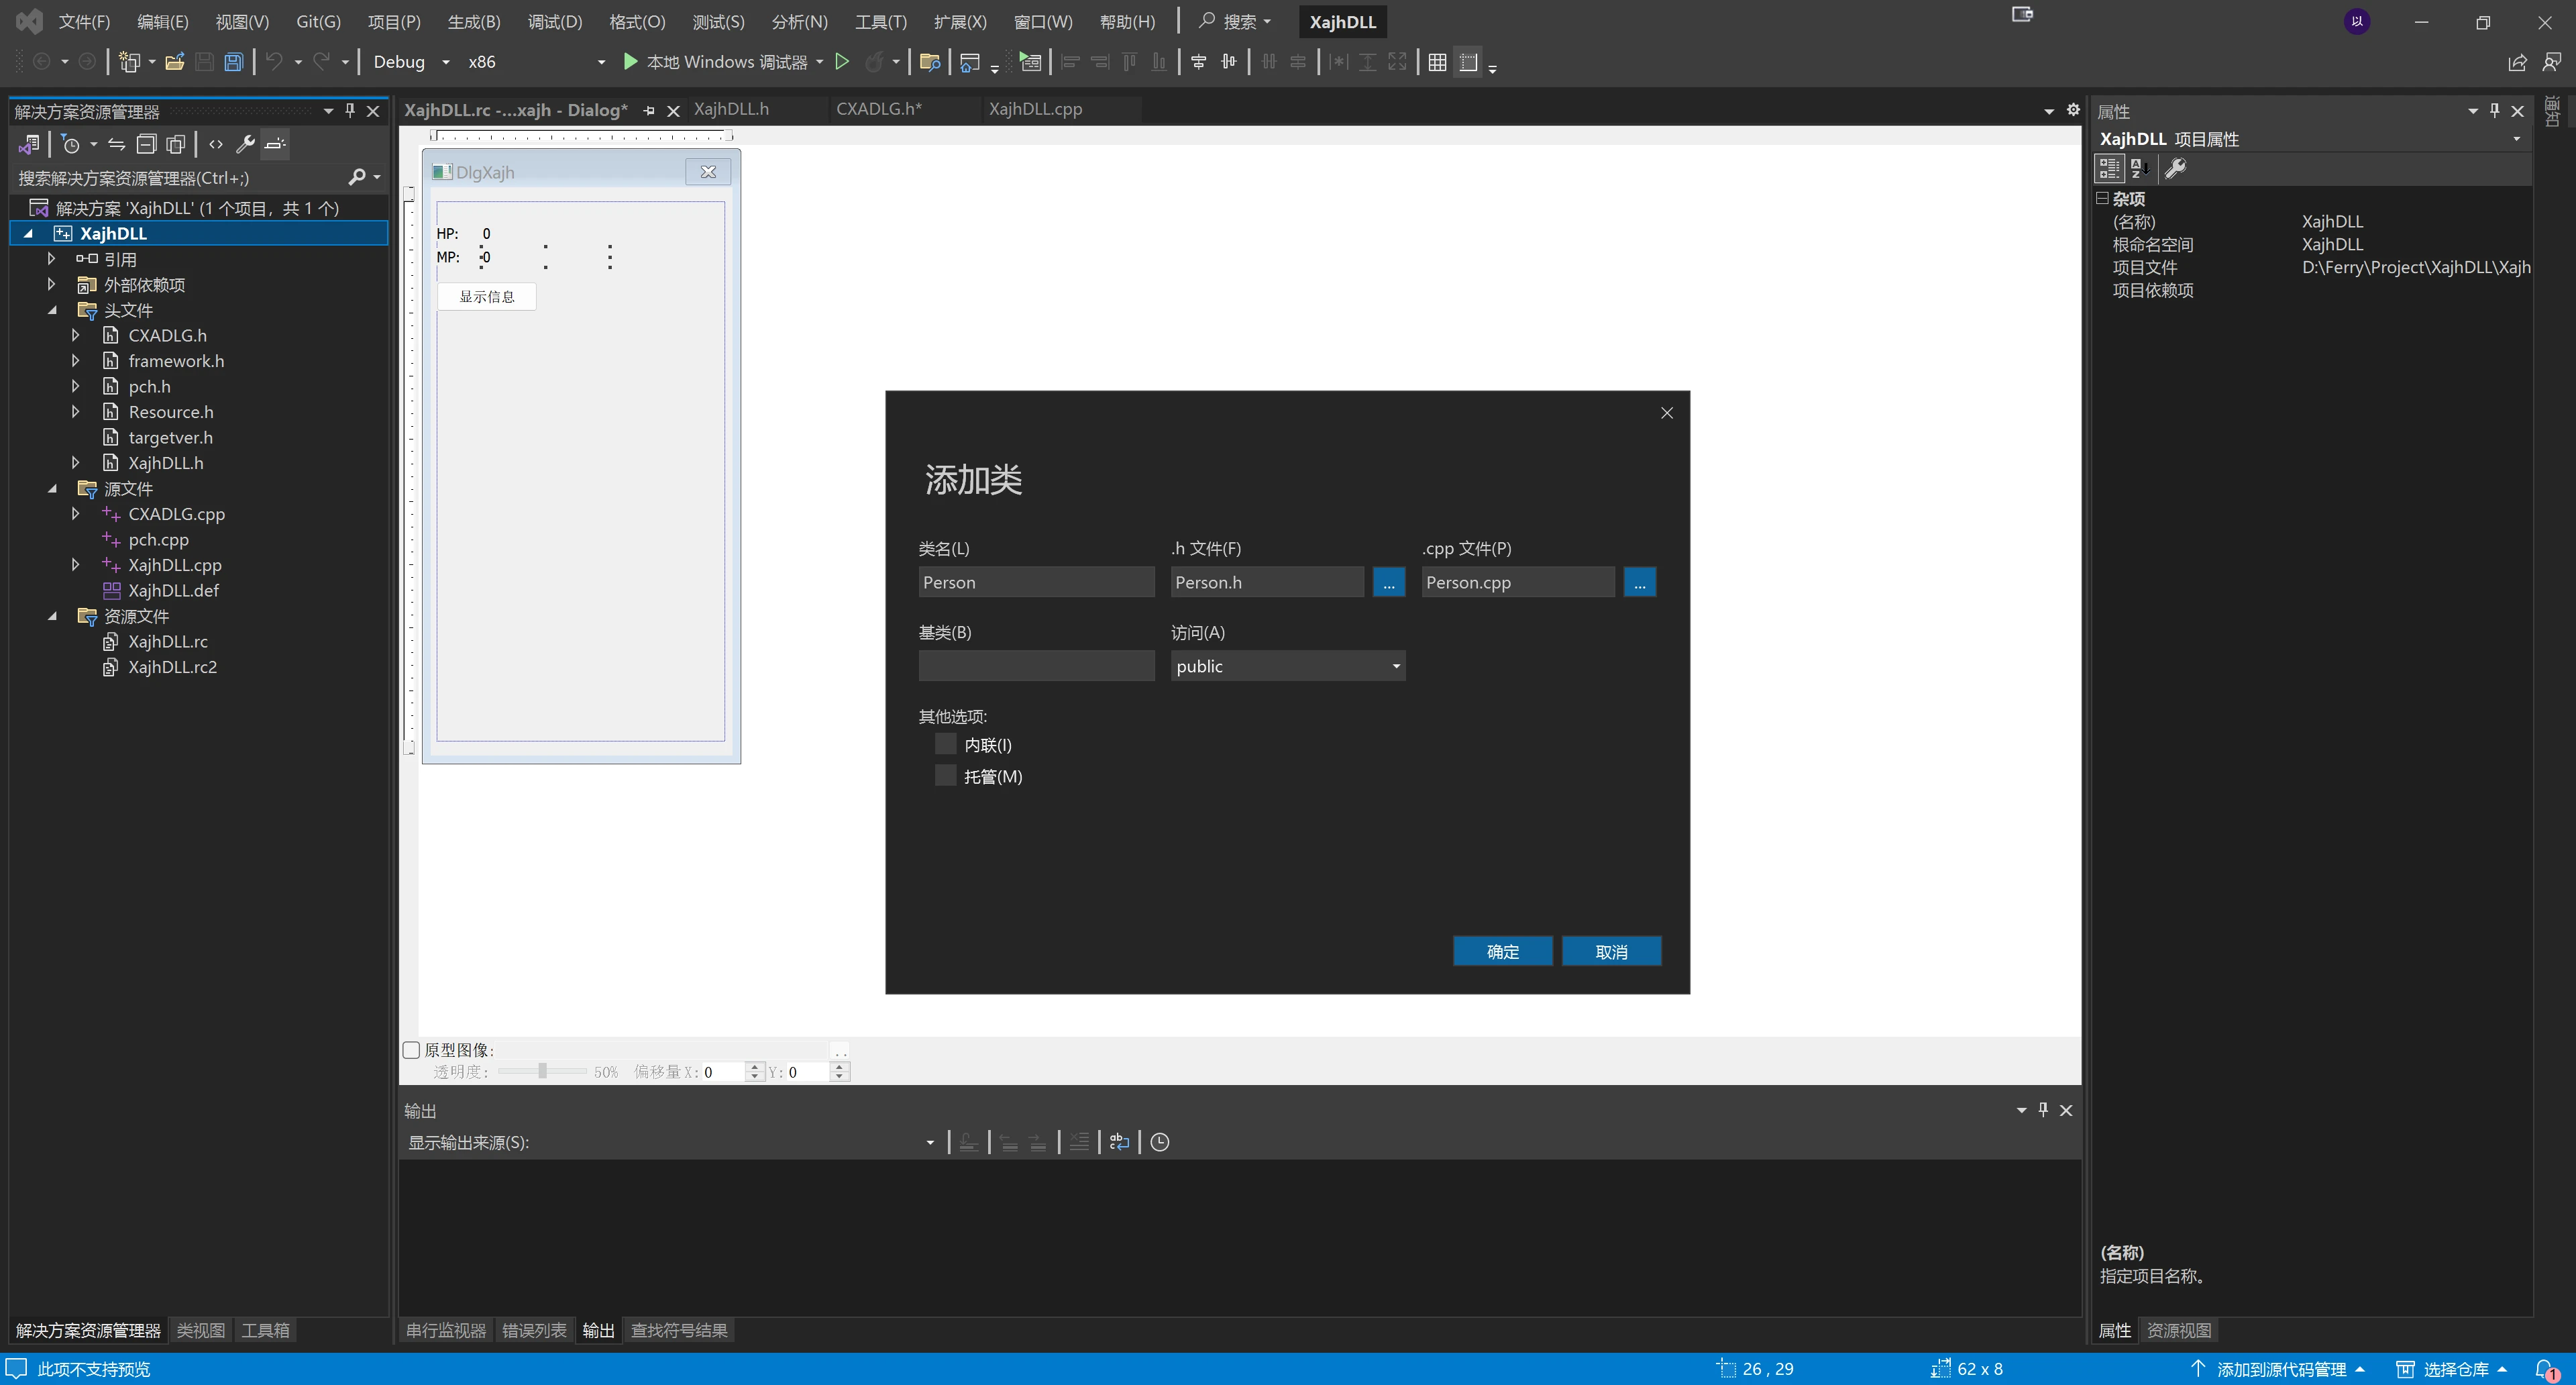 文件(F) 编辑(E) 视图(V) Git(G) 项目(P) 生成(B) 调试(D) 格式(O) 测试(S) 分析(N) 工具(T) 扩展(X) 窗口(W) 帮助(H) 搜索 XajhDLL 以
Debug x86 本地 Windows 调试器
解决方案资源管理器
搜索解决方案资源管理器(Ctrl+;)
解决方案 'XajhDLL' (1 个项目，共 1 个)
XajhDLL
引用
外部依赖项
头文件
CXADLG.h
framework.h
pch.h
Resource.h
targetver.h
XajhDLL.h
源文件
CXADLG.cpp
pch.cpp
XajhDLL.cpp
XajhDLL.def
资源文件
XajhDLL.rc
XajhDLL.rc2
解决方案资源管理器 类视图 工具箱
XajhDLL.rc -...xajh - Dialog* XajhDLL.h CXADLG.h* XajhDLL.cpp
DlgXajh
HP: 0
MP: 0
显示信息
添加类
类名(L) .h 文件(F) .cpp 文件(P)
Person Person.h ... Person.cpp ...
基类(B) 访问(A)
public
其他选项:
内联(I)
托管(M)
确定 取消
原型图像: ..
透明度: 50% 偏移量 X: 0 Y: 0
输出
显示输出来源(S):
串行监视器 错误列表 输出 查找符号结果
属性
XajhDLL 项目属性
杂项
(名称) XajhDLL
根命名空间 XajhDLL
项目文件 D:\Ferry\Project\XajhDLL\Xajh
项目依赖项
(名称)
指定项目名称。
属性 资源视图
通知
此项不支持预览 26 , 29 62 x 8 添加到源代码管理 选择仓库 1